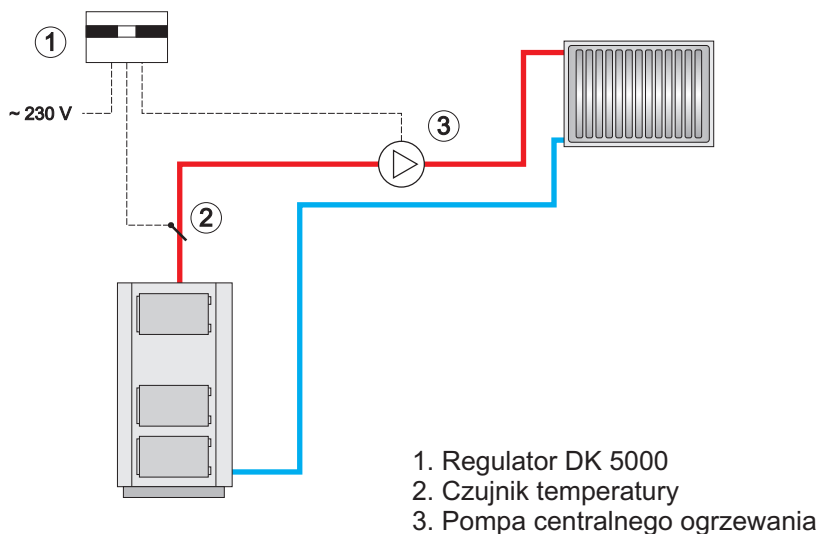 1
~ 230 V
3
2
1. Regulator DK 5000
2. Czujnik temperatury
3. Pompa centralnego ogrzewania